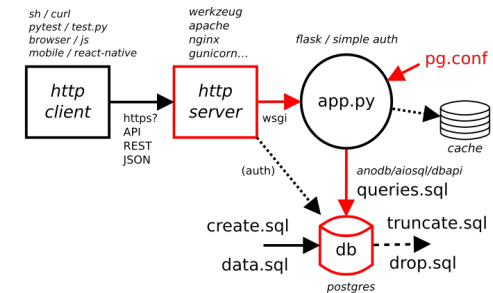 sh / curl
pytest / test.py
browser / js
mobile / react-native
werkzeug
apache
nginx
gunicorn...
flask / simple auth
pg.conf
http
client
https?
API
REST
JSON
http
server
wsgi
app.py
cache
(auth)
anodb/aiosql/dbapi
queries.sql
create.sql
data.sql
db
truncate.sql
drop.sql
postgres